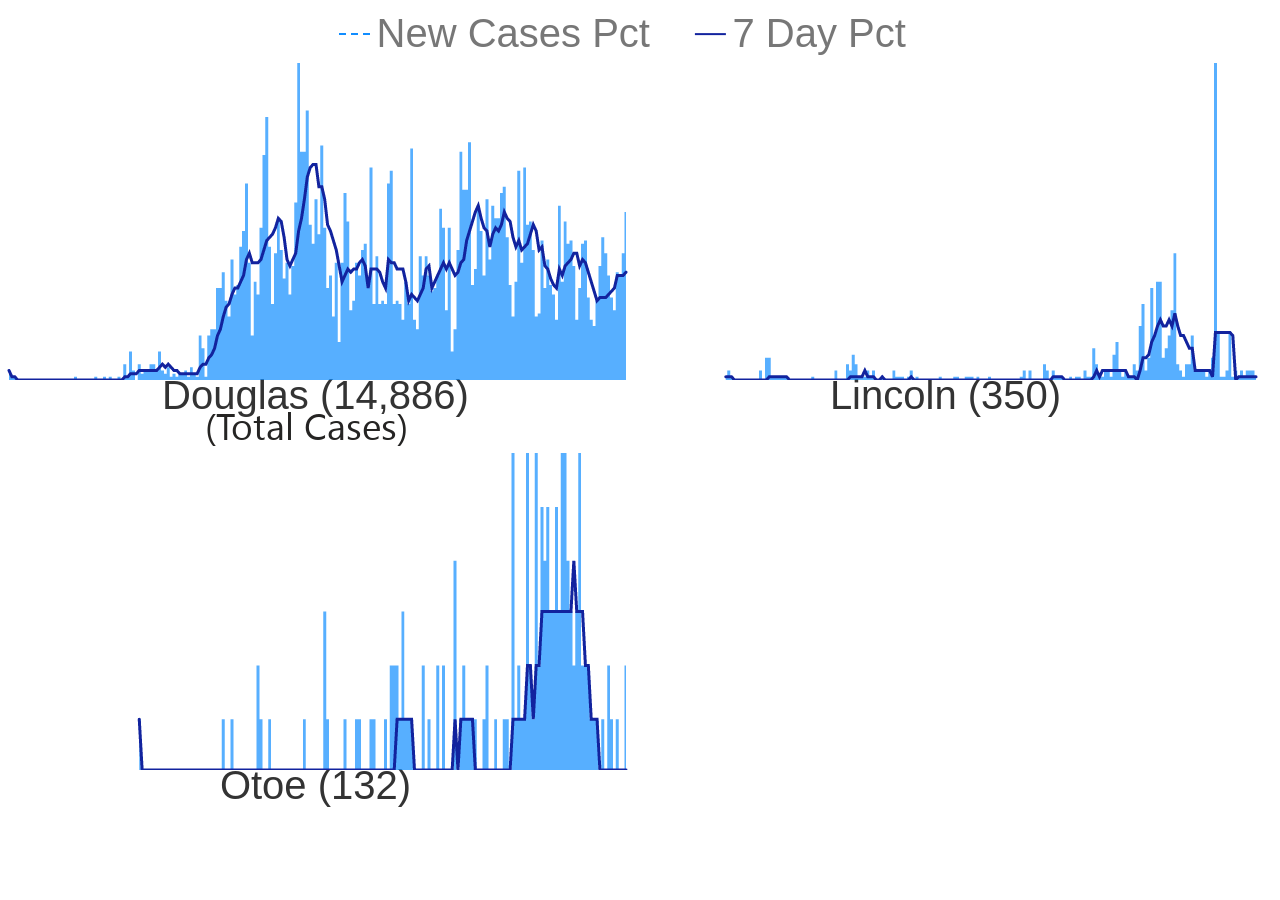 New Cases Pct 7 Day Pct
Douglas (14,886)
(Total Cases)
Lincoln (350)
Otoe (132)